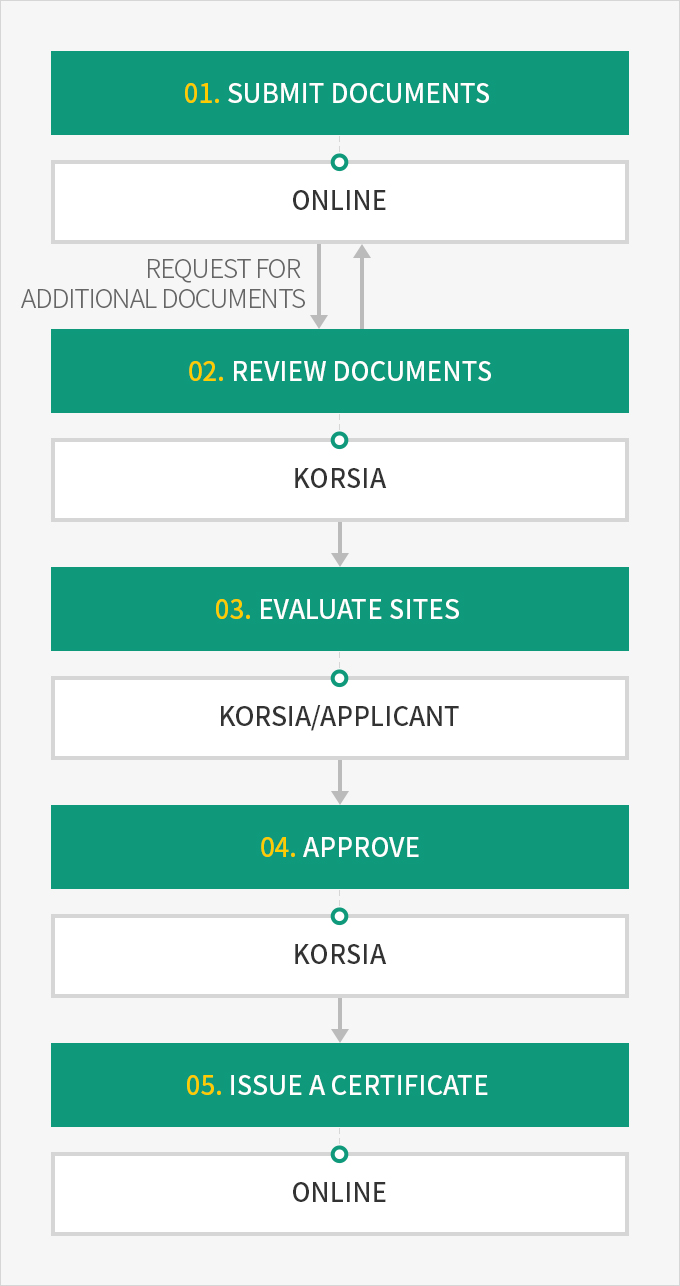 01. SUBMIT DOCUMENTS
ONLINE
REQUEST FOR
ADDITIONAL DOCUMENTS
02. REVIEW DOCUMENTS
KORSIA
03. EVALUATE SITES
KORSIA/APPLICANT
04. APPROVE
KORSIA
05. ISSUE A CERTIFICATE
ONLINE